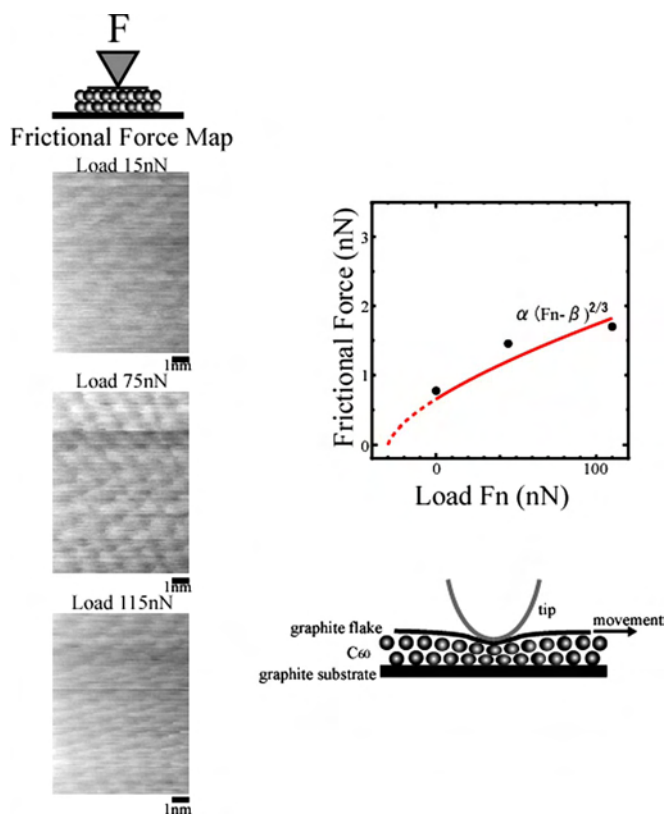 F
Frictional Force Map
Load 15nN
1nm
Load 75nN
1nm
Load 115nN
1nm
Frictional Force (nN)
3
2
1
0
α (Fn-β)2/3
0
100
Load Fn (nN)
tip
graphite flake
movement
C60
graphite substrate